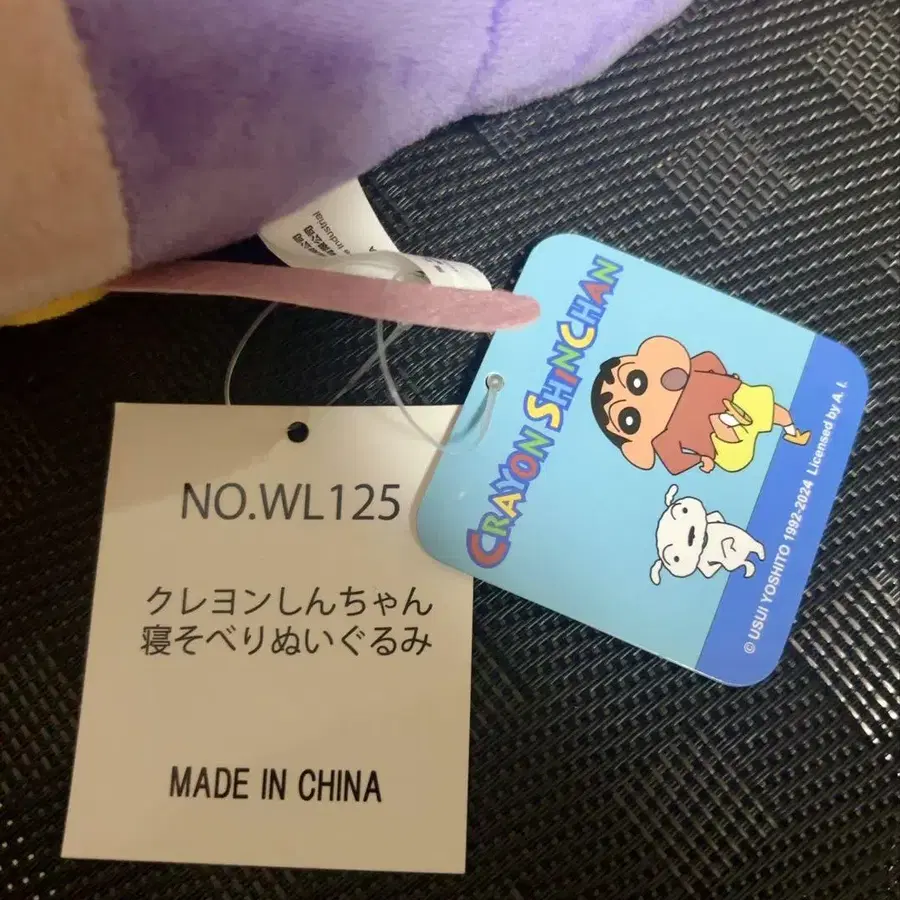 NO.WL125
クレヨンしんちゃん
寝そべりぬいぐるみ
MADE IN CHINA
CRAYON SHINCHAN
© USUI YOSHITO 1992-2024 Licensed by A. I.
Industrial